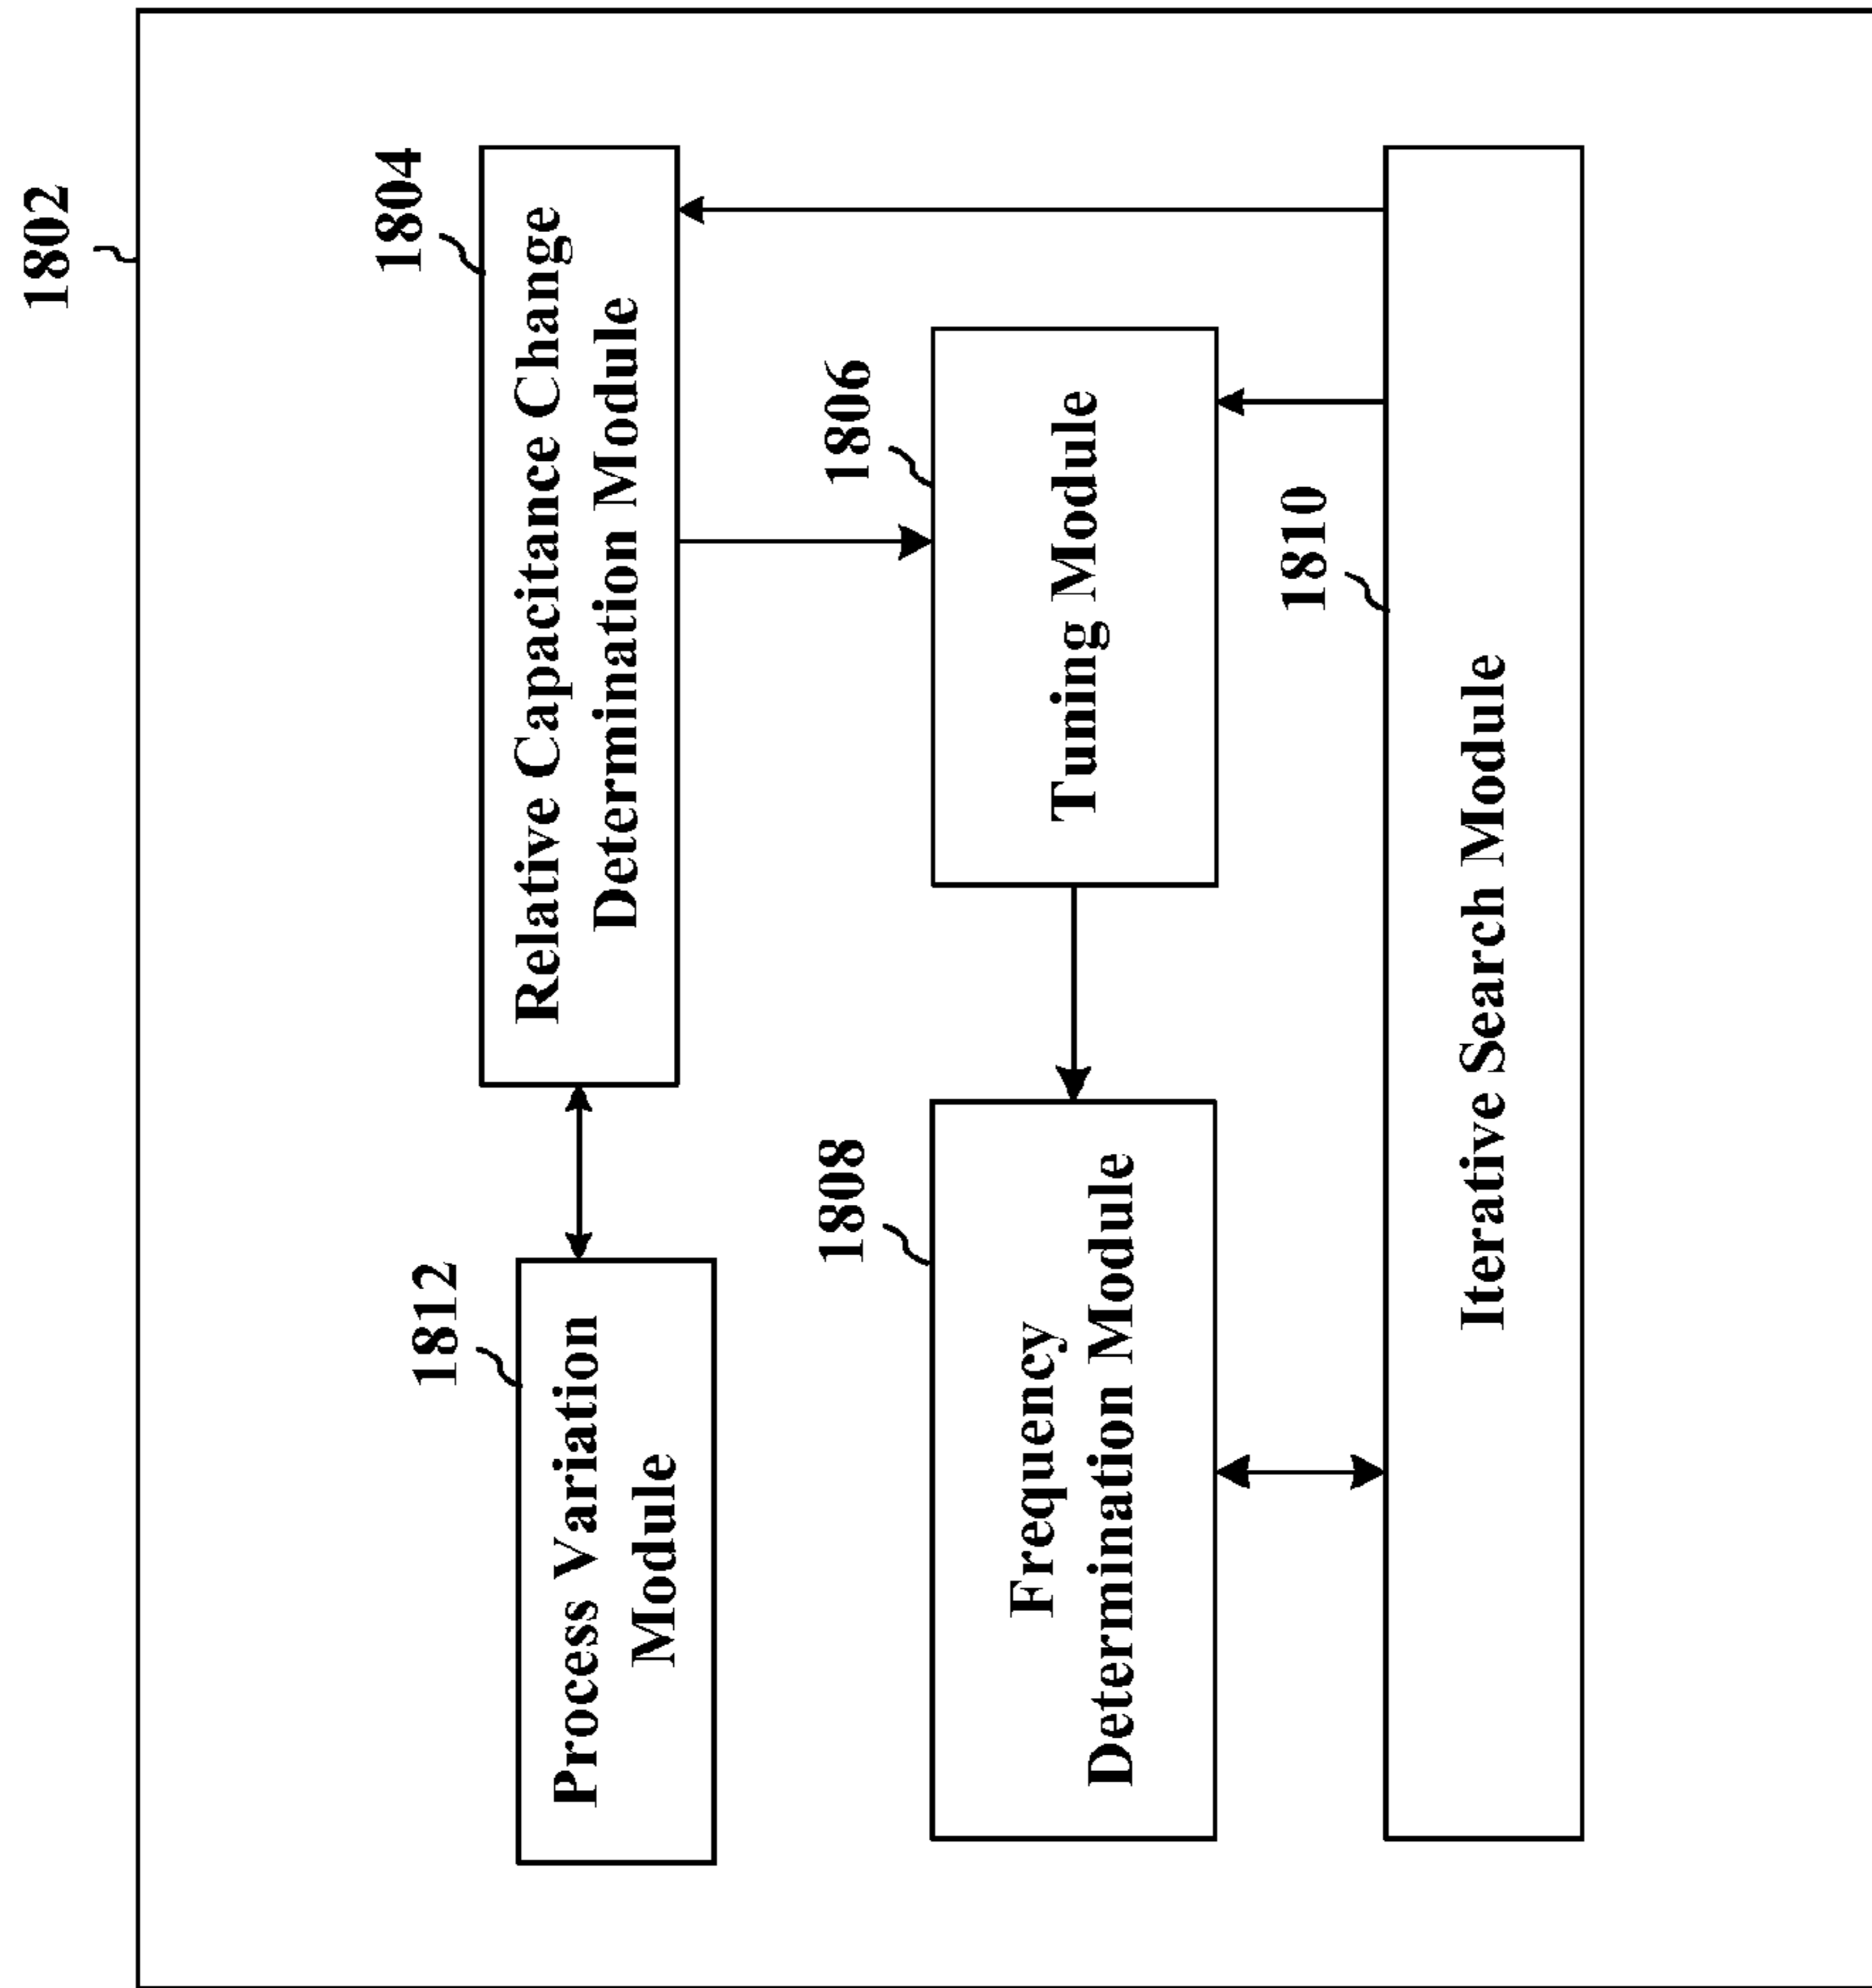 1802
1812
Process Variation
Module
1804
Relative Capacitance Change
Determination Module
1808
Frequency
Determination Module
1806
Tuning Module
1810
Iterative Search Module